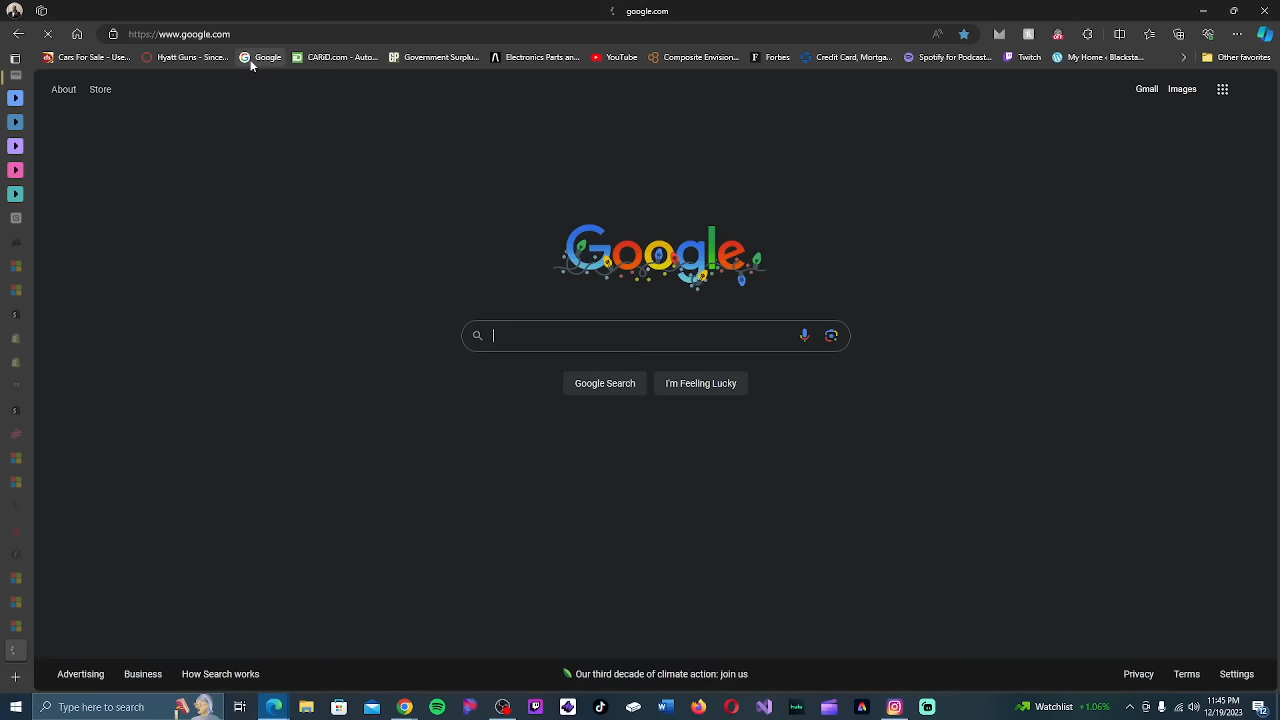 google.com
https://www.google.com
Cars For Sale - Use...
Hyatt Guns - Since...
Google
CARiD.com - Auto...
Government Surplu...
Electronics Parts an...
YouTube
Composite Envision...
Forbes
Credit Card, Mortga...
Spotify for Podcast...
Twitch
My Home ‹ Blacksta...
Other favorites
About
Store
Gmail
Images
Google
Google Search
I'm Feeling Lucky
Advertising
Business
How Search works
Our third decade of climate action: join us
Privacy
Terms
Settings
Type here to search
hulu
Watchlist
+1.06%
11:45 PM
12/19/2023